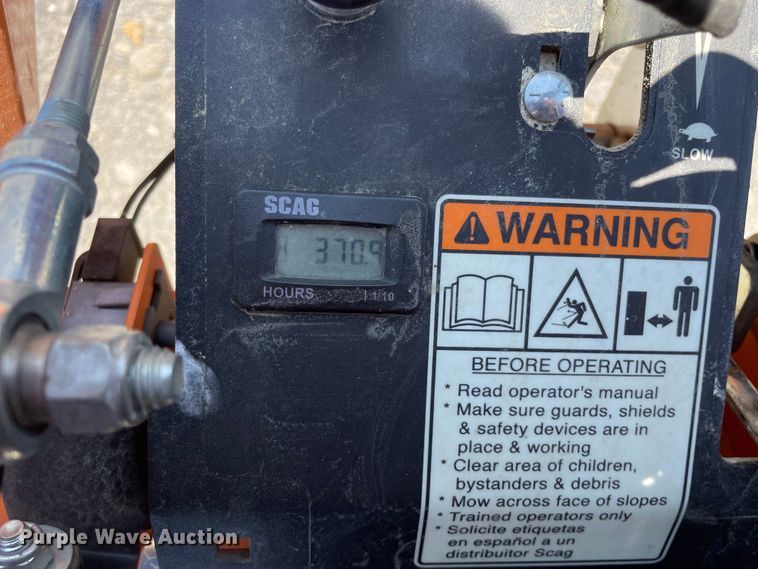 SLOW
SCAG
370.9
HOURS 1/10
WARNING
BEFORE OPERATING
* Read operator's manual
* Make sure guards, shields
& safety devices are in
place & working
* Clear area of children,
bystanders & debris
* Mow across face of slopes
* Trained operators only
* Solicite etiquetas
en español a un
distribuitor Scag
Purple Wave Auction